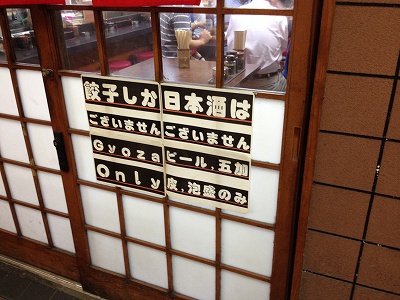 餃子しか
ございません
Gyoza
Only
日本酒は
ございません
ビール,五加
皮,泡盛のみ